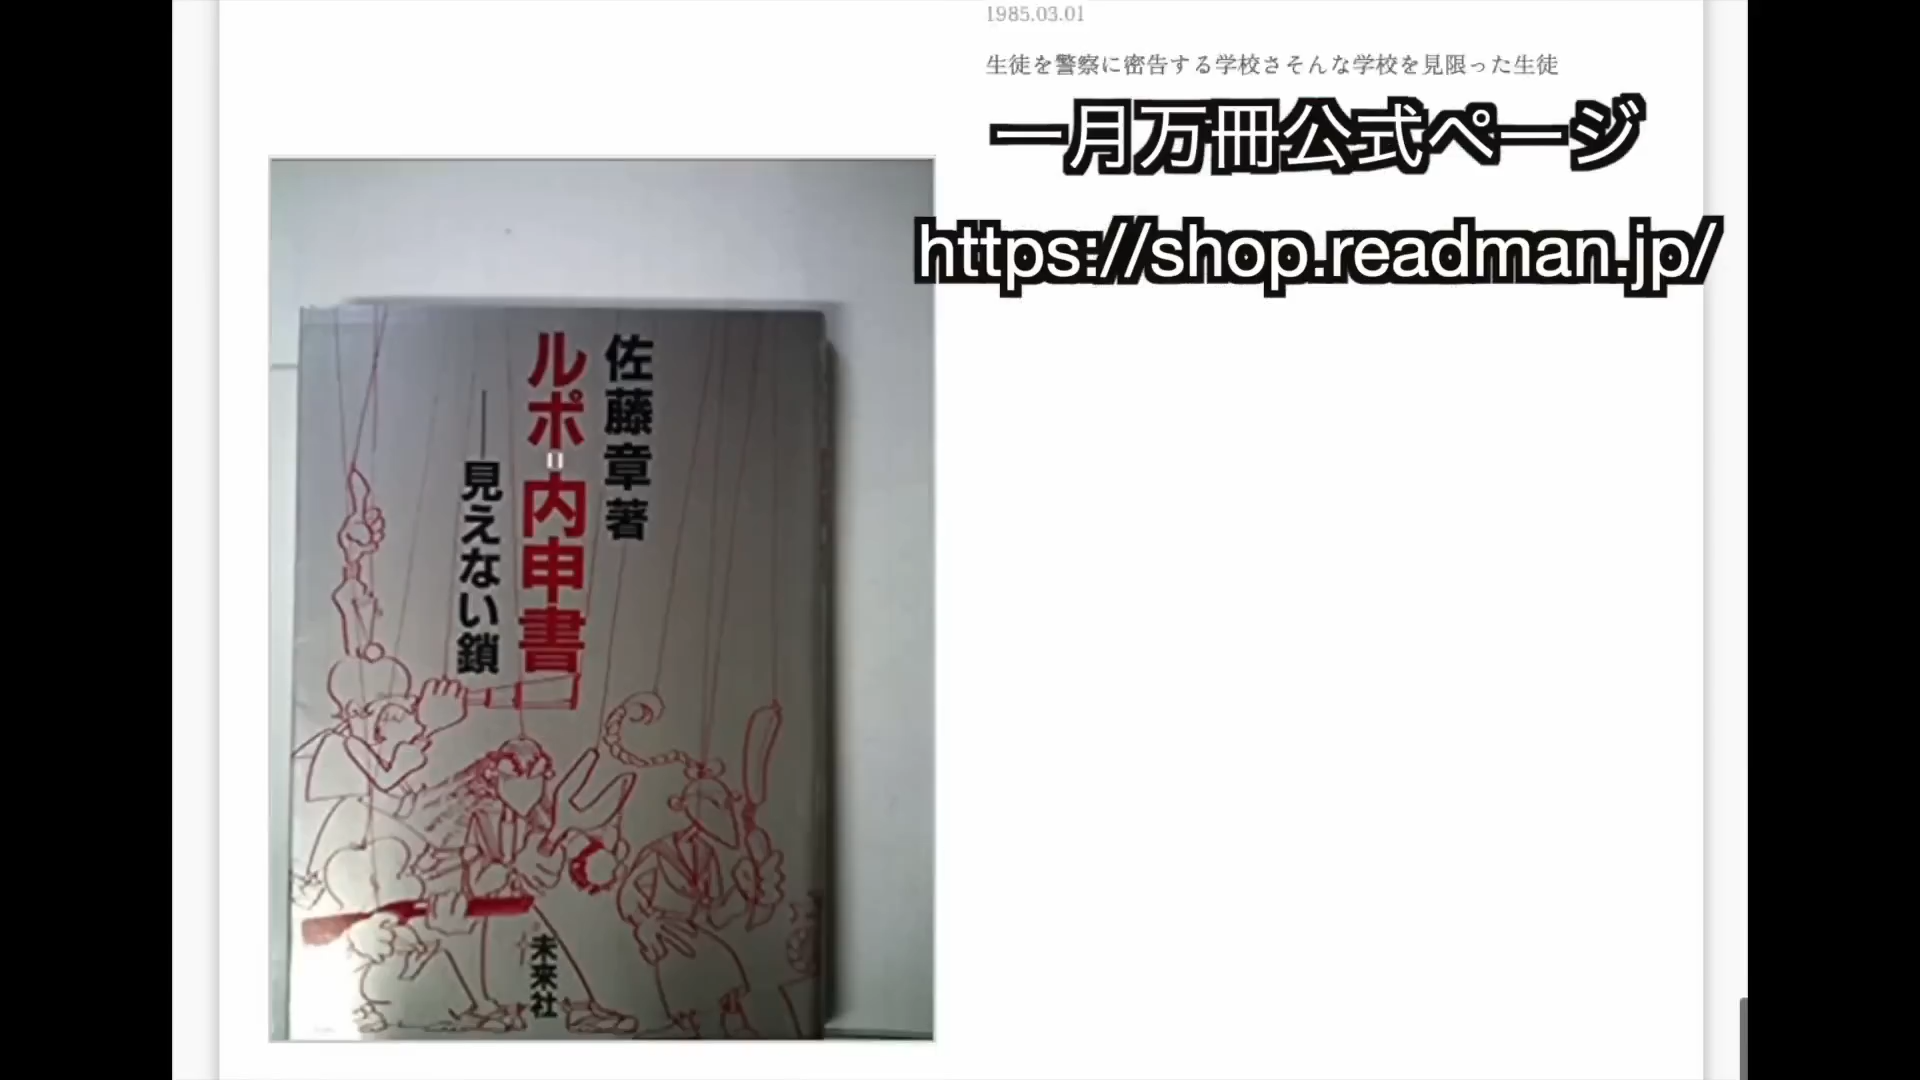 1985.03.01
生徒を警察に密告する学校さそんな学校を見限った生徒
一月万冊公式ページ
https://shop.readman.jp/
佐藤章著
ルポ=内申書
――見えない鎖
未来社